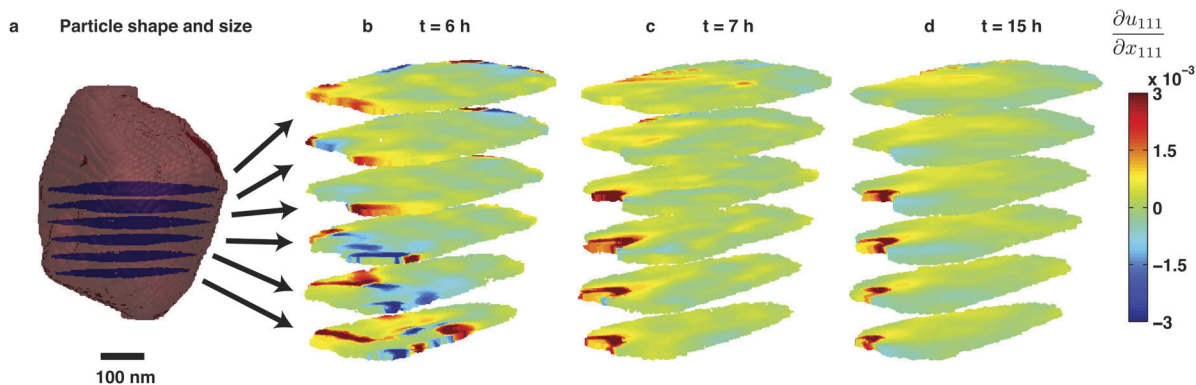 a Particle shape and size b t = 6 h c t = 7 h d t = 15 h
∂u₁₁₁
∂x₁₁₁
x 10⁻³
3
1.5
0
−1.5
−3
100 nm